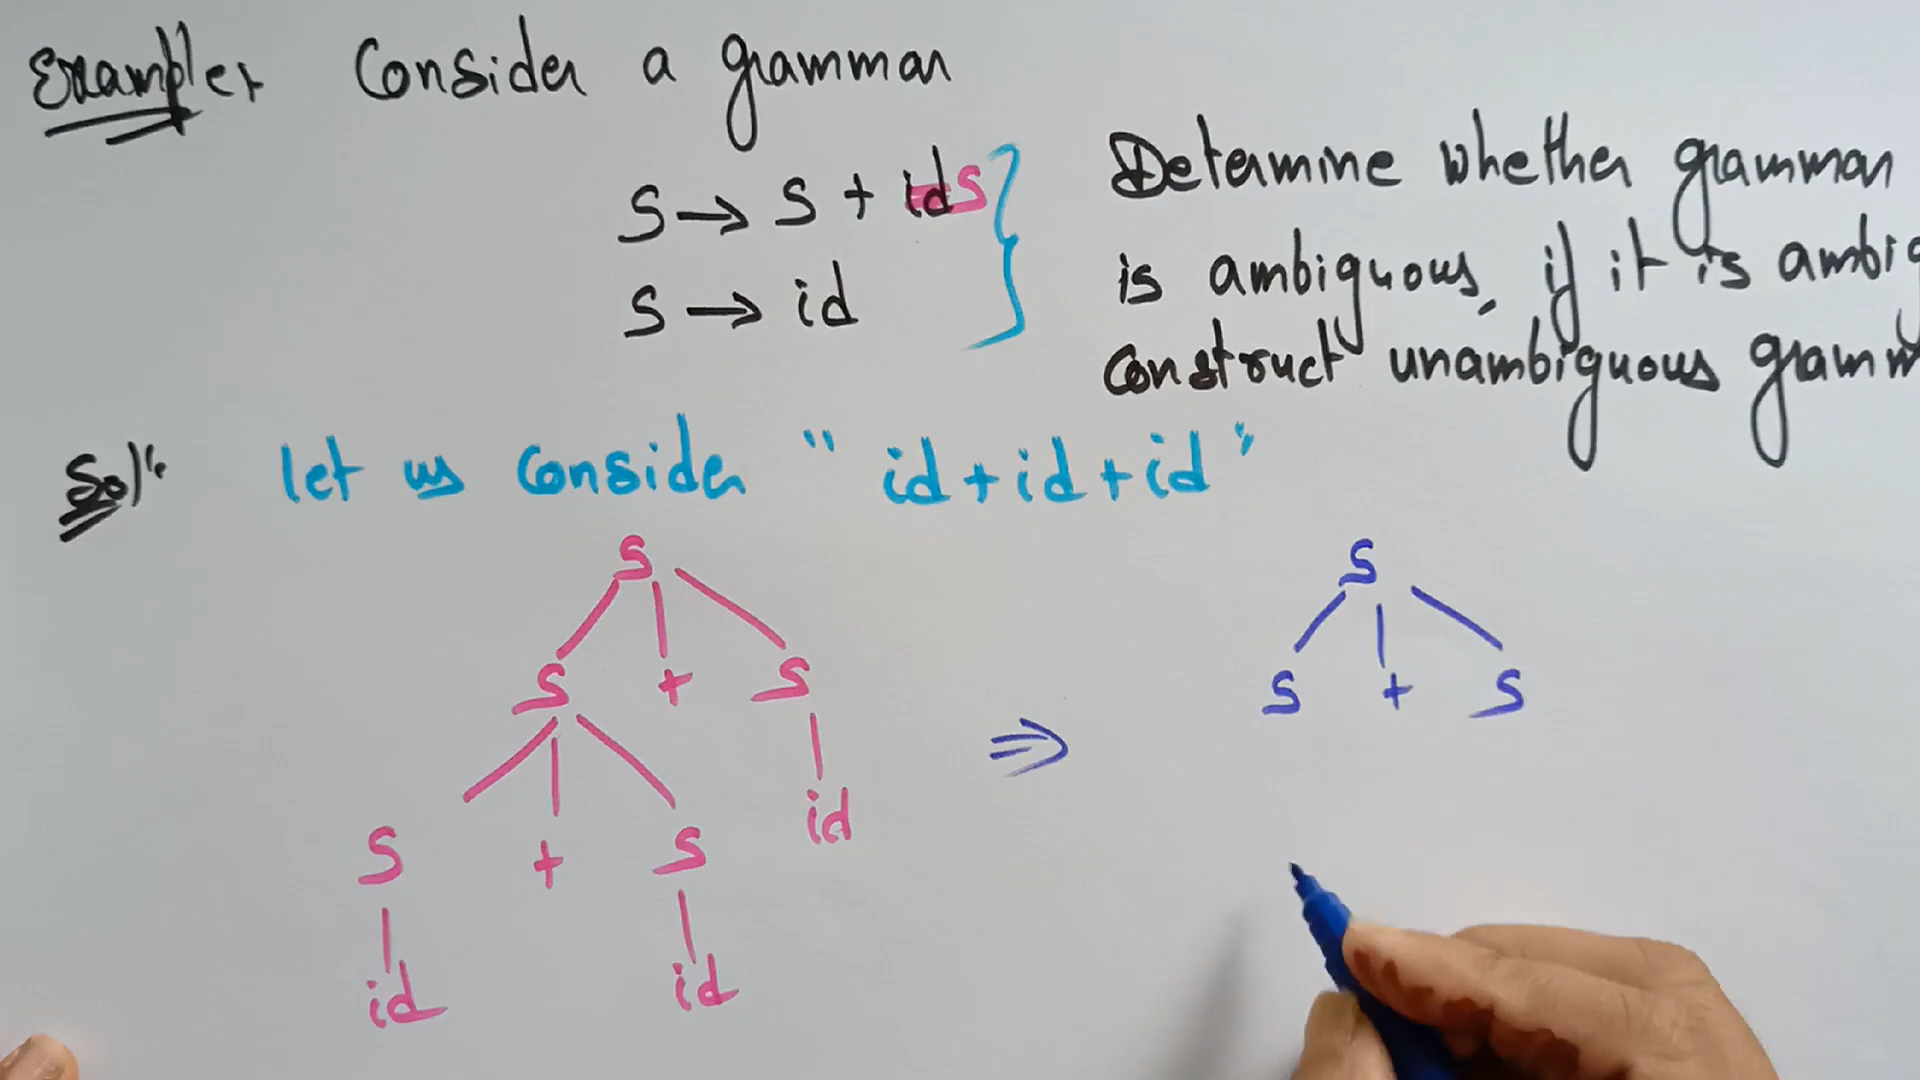 Example:
Consider a grammar
S → S + id S
S → id
Determine whether grammar
is ambiguous, if it is ambig
construct unambiguous gramm
Sol:
let us consider "id+id+id"
S
S + S
S + S id
id id
⇒
S
S + S